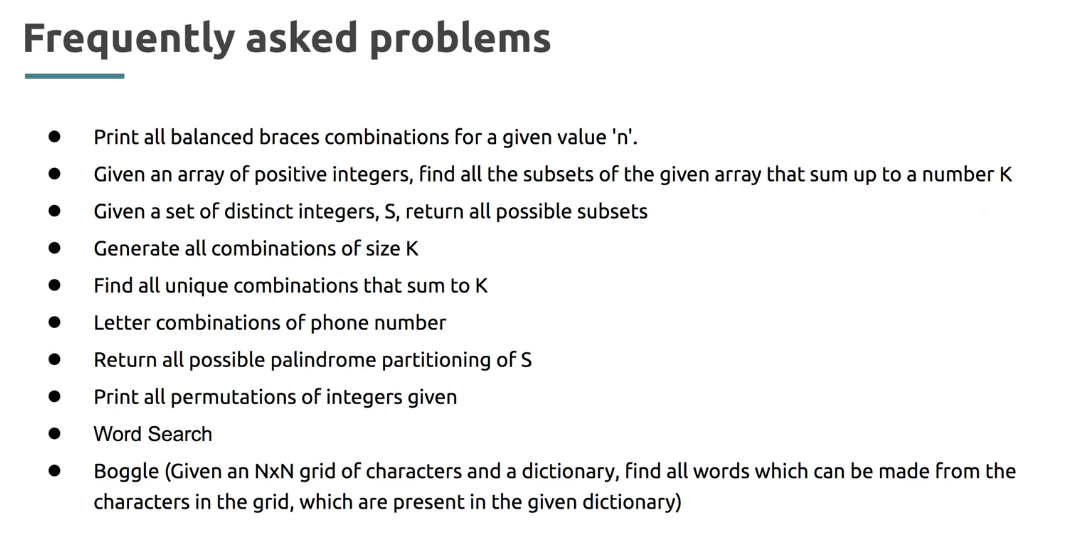 Frequently asked problems
● Print all balanced braces combinations for a given value 'n'.
● Given an array of positive integers, find all the subsets of the given array that sum up to a number K
● Given a set of distinct integers, S, return all possible subsets
● Generate all combinations of size K
● Find all unique combinations that sum to K
● Letter combinations of phone number
● Return all possible palindrome partitioning of S
● Print all permutations of integers given
● Word Search
● Boggle (Given an NxN grid of characters and a dictionary, find all words which can be made from the
characters in the grid, which are present in the given dictionary)